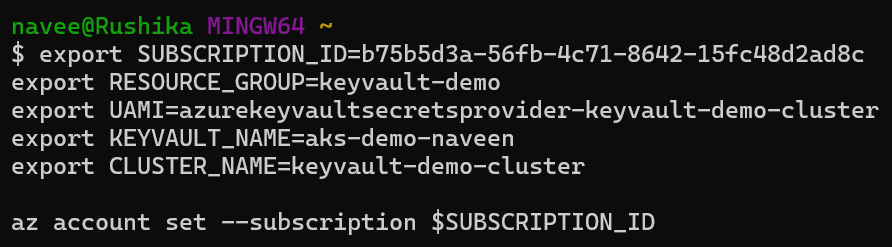 navee@Rushika MINGW64 ~
$ export SUBSCRIPTION_ID=b75b5d3a-56fb-4c71-8642-15fc48d2ad8c
export RESOURCE_GROUP=keyvault-demo
export UAMI=azurekeyvaultsecretsprovider-keyvault-demo-cluster
export KEYVAULT_NAME=aks-demo-naveen
export CLUSTER_NAME=keyvault-demo-cluster
az account set --subscription $SUBSCRIPTION_ID